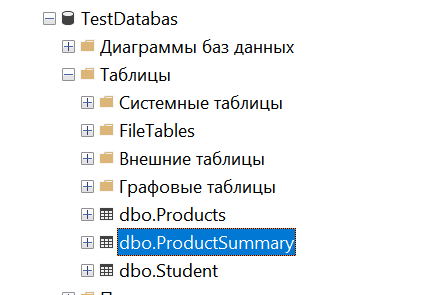 TestDatabas
Диаграммы баз данных
Таблицы
Системные таблицы
FileTables
Внешние таблицы
Графовые таблицы
dbo.Products
dbo.ProductSummary
dbo.Student